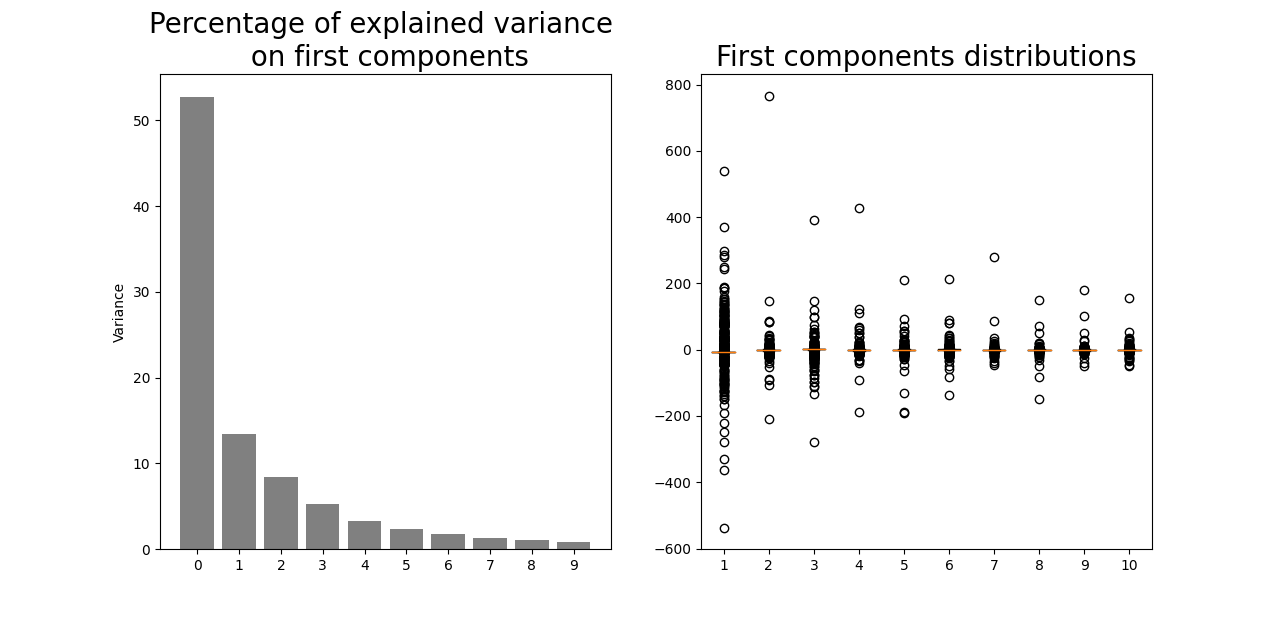 Percentage of explained variance
on first components
First components distributions
Variance
50
40
30
20
10
0
0 1 2 3 4 5 6 7 8 9
800
600
400
200
0
−200
−400
−600
1 2 3 4 5 6 7 8 9 10